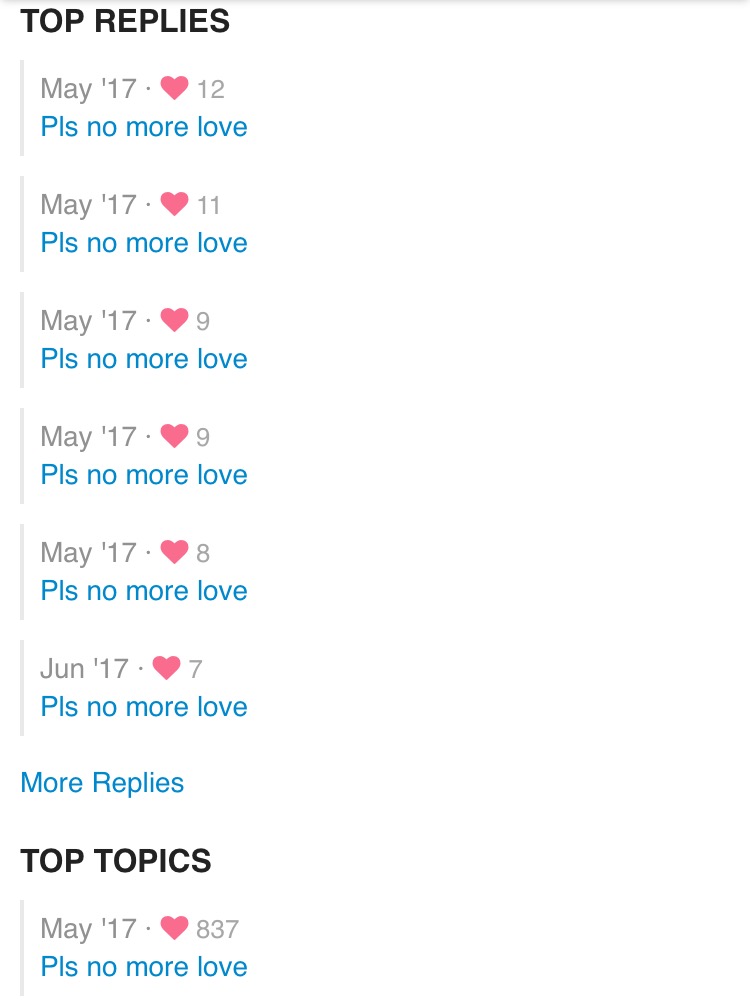 TOP REPLIES
May '17 · ❤ 12
Pls no more love
May '17 · ❤ 11
Pls no more love
May '17 · ❤ 9
Pls no more love
May '17 · ❤ 9
Pls no more love
May '17 · ❤ 8
Pls no more love
Jun '17 · ❤ 7
Pls no more love
More Replies
TOP TOPICS
May '17 · ❤ 837
Pls no more love